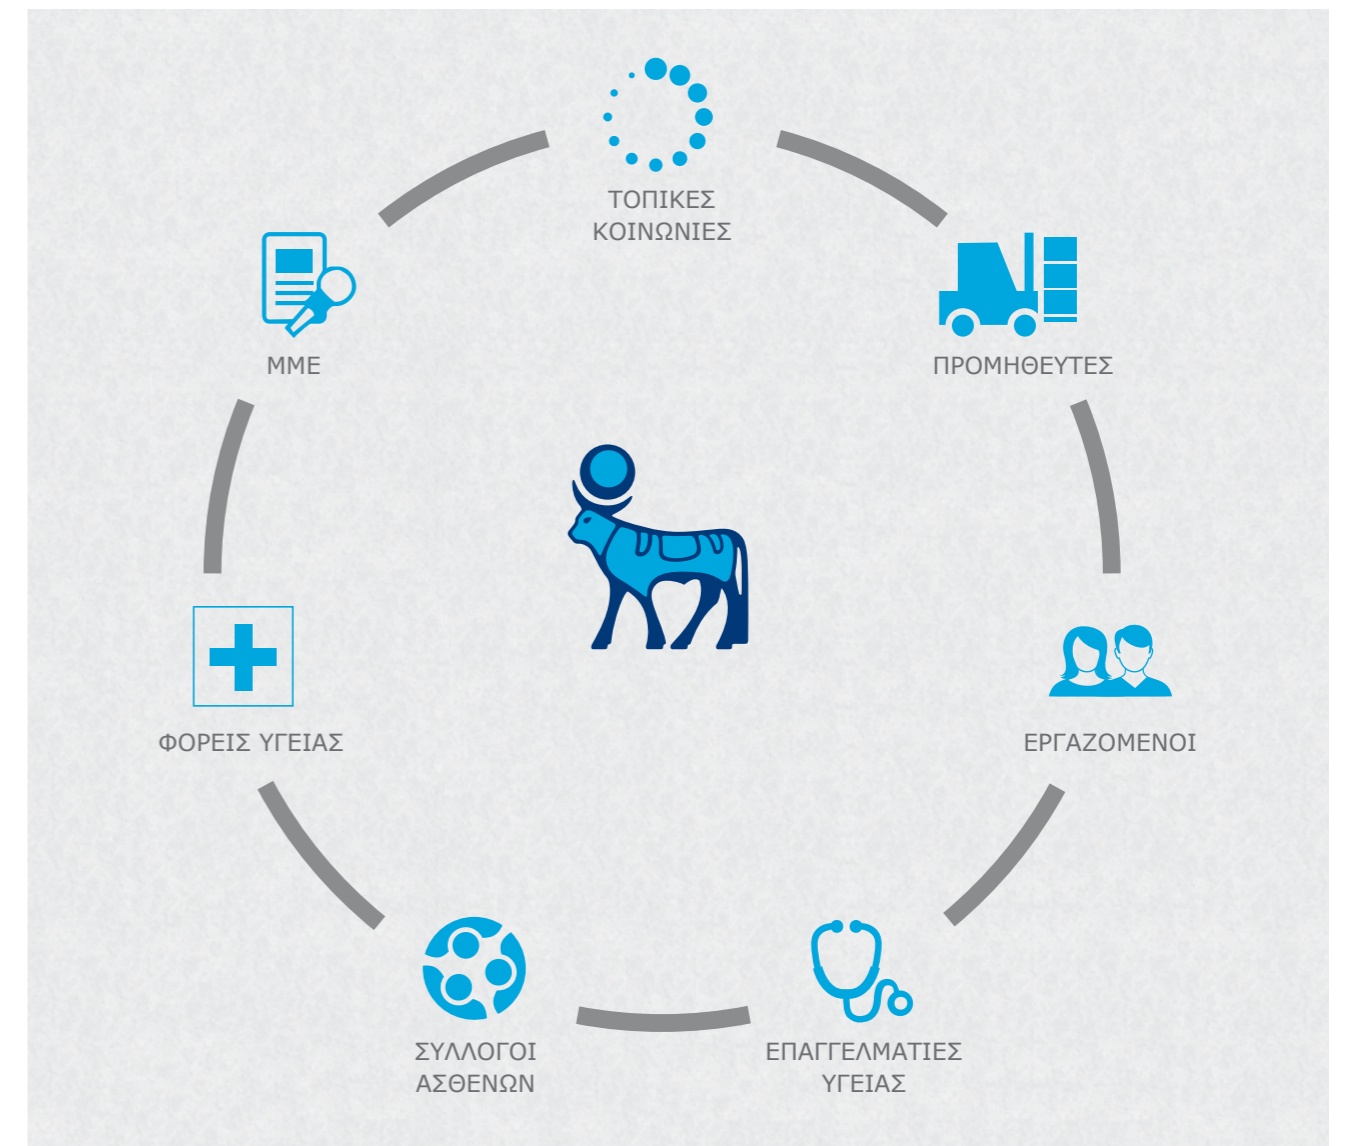 ΤΟΠΙΚΕΣ
ΚΟΙΝΩΝΙΕΣ
ΜΜΕ
ΠΡΟΜΗΘΕΥΤΕΣ
ΦΟΡΕΙΣ ΥΓΕΙΑΣ
ΕΡΓΑΖΟΜΕΝΟΙ
ΣΥΛΛΟΓΟΙ
ΑΣΘΕΝΩΝ
ΕΠΑΓΓΕΛΜΑΤΙΕΣ
ΥΓΕΙΑΣ